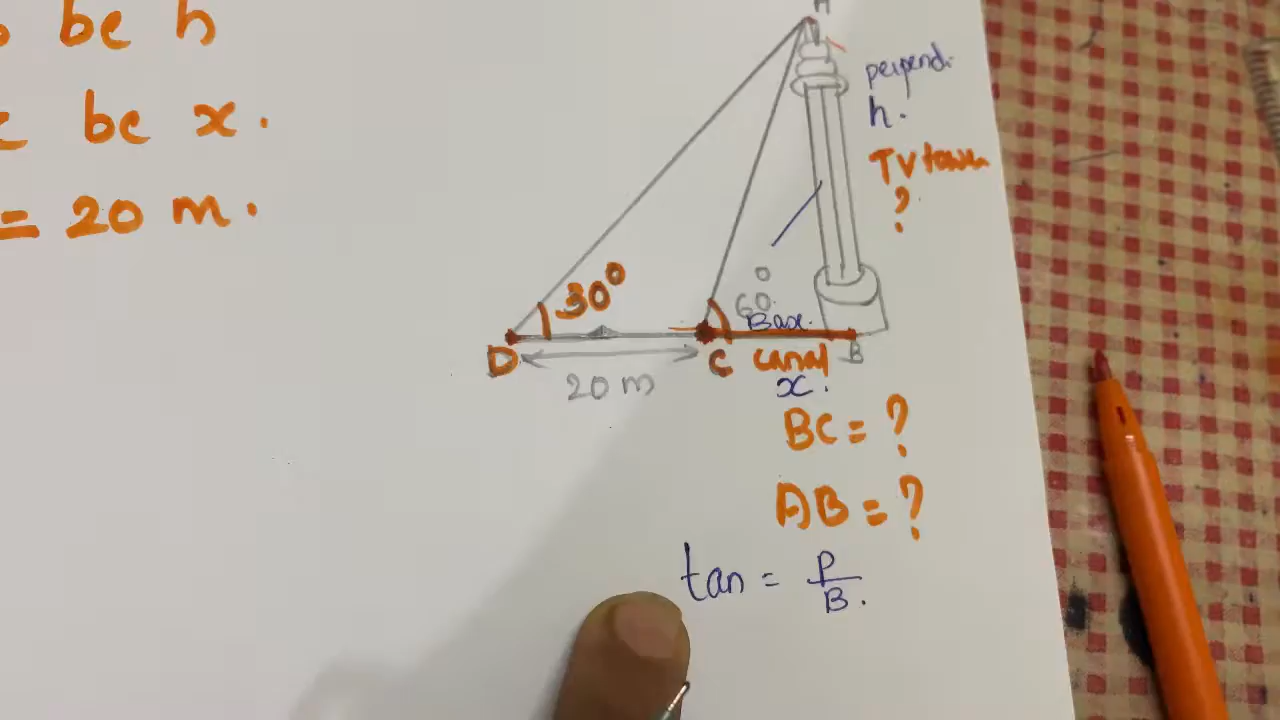 be h
be x.
= 20 m.
perpend.
h.
TV tower
?
30°
60°
Base.
D
C
canal
B
20 m
x.
BC = ?
AB = ?
tan = P/B.